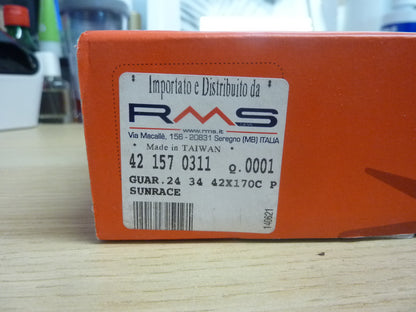 * Importato e Distribuito da *
RMS
www.rms.it
Via Macallè, 156 - 20831 Seregno (MB) ITALIA
* Made in TAIWAN *
42 157 0311 Q.0001
GUAR.24 34 42X170C P
SUNRACE
140621